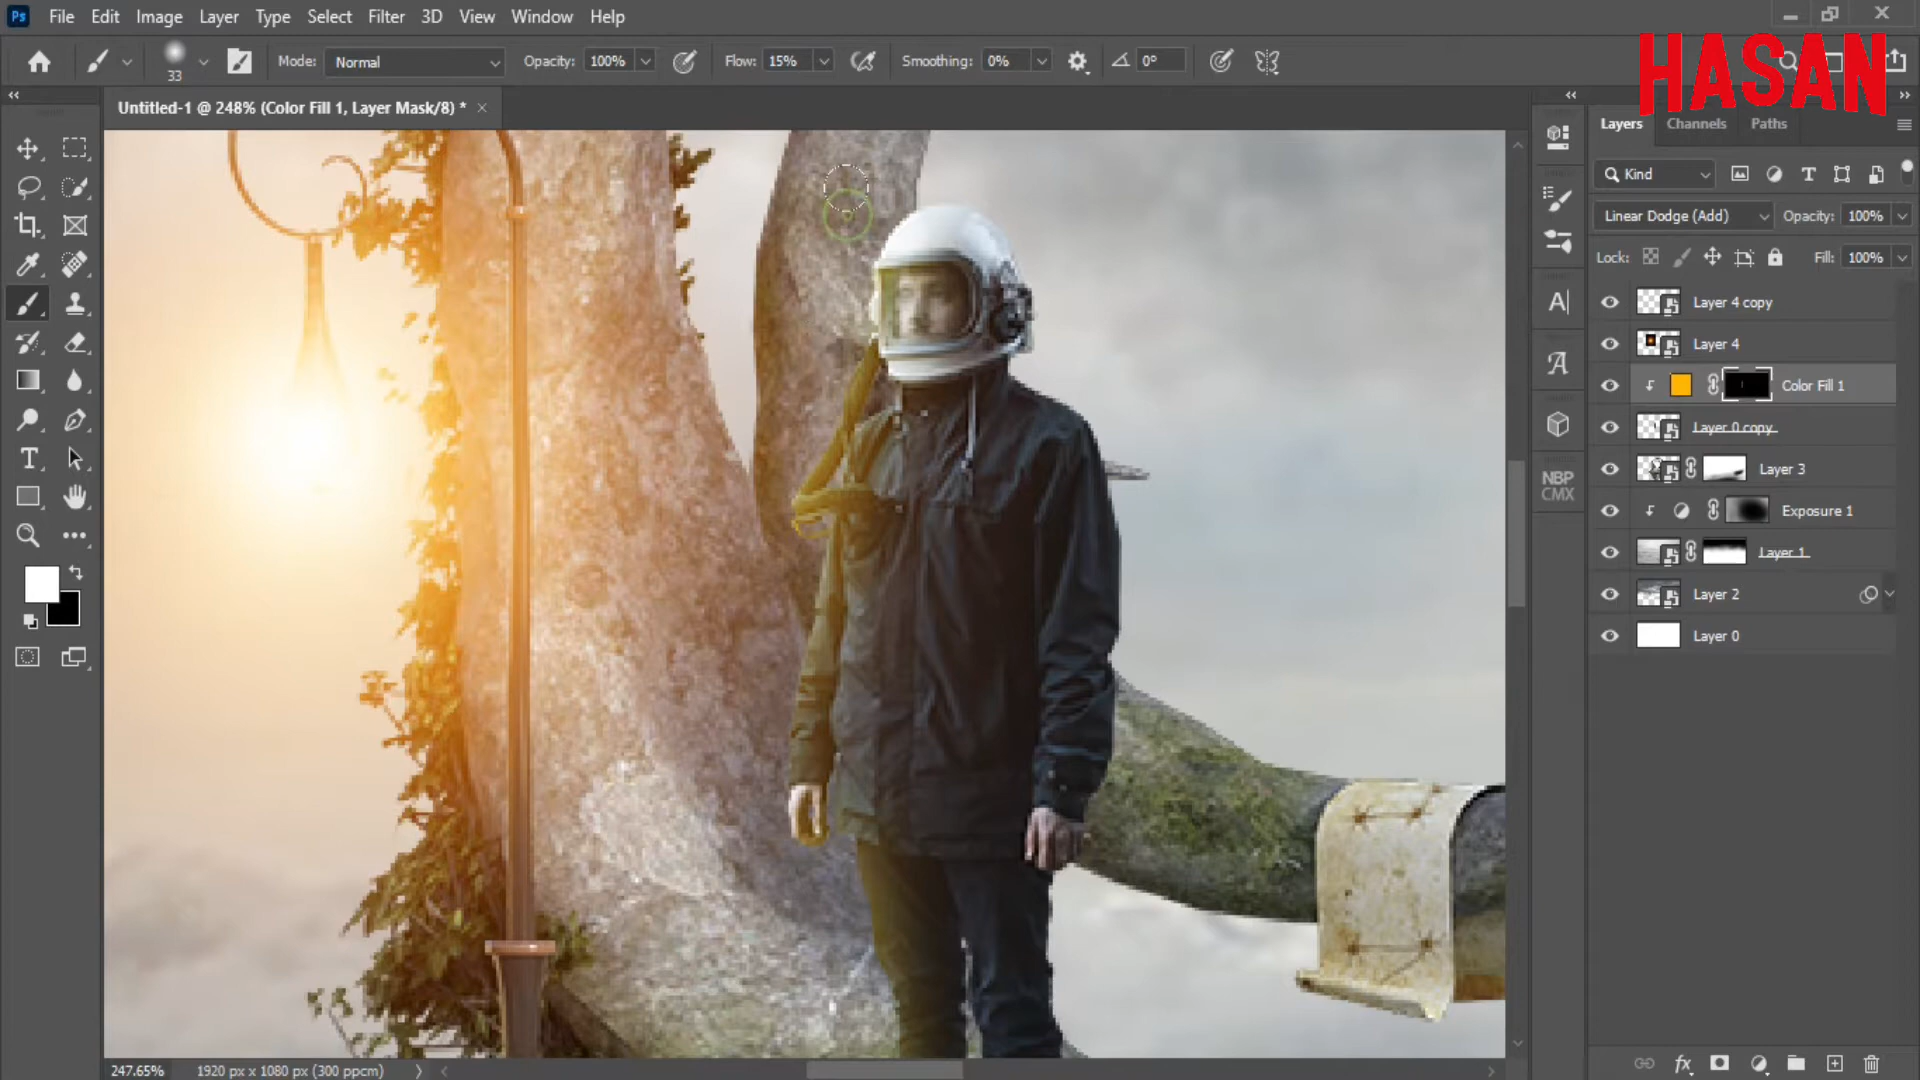 Ps File Edit Image Layer Type Select Filter 3D View Window Help
33 Mode: Normal Opacity: 100% Flow: 15% Smoothing: 0% 0°
HASAN
Untitled-1 @ 248% (Color Fill 1, Layer Mask/8) *
Layers Channels Paths
Kind
Linear Dodge (Add) Opacity: 100%
Lock: Fill: 100%
Layer 4 copy
Layer 4
Color Fill 1
Layer 0 copy
Layer 3
Exposure 1
Layer 1
Layer 2
Layer 0
NBP
CMX
247.65% 1920 px x 1080 px (300 ppcm)